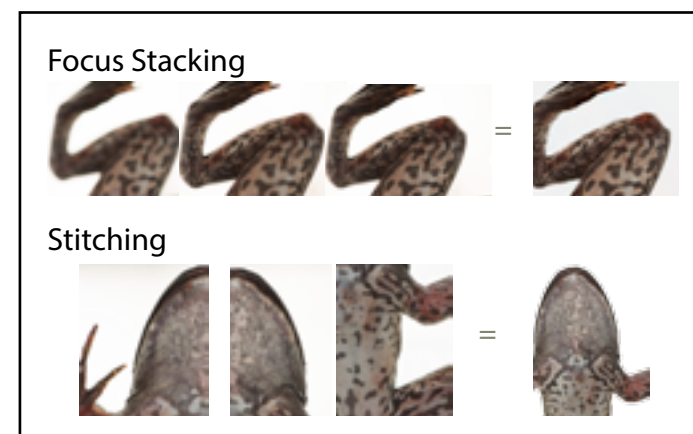 Focus Stacking
=
Stitching
=